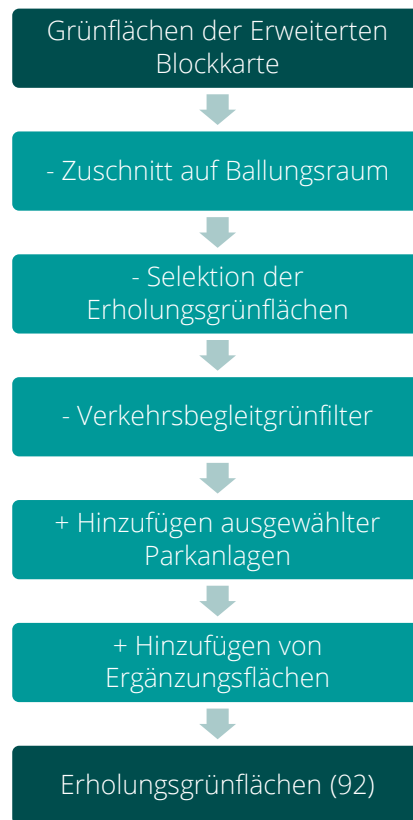 Grünflächen der Erweiterten
Blockkarte
- Zuschnitt auf Ballungsraum
- Selektion der
Erholungsgrünflächen
- Verkehrsbegleitgrünfilter
+ Hinzufügen ausgewählter
Parkanlagen
+ Hinzufügen von
Ergänzungsflächen
Erholungsgrünflächen (92)